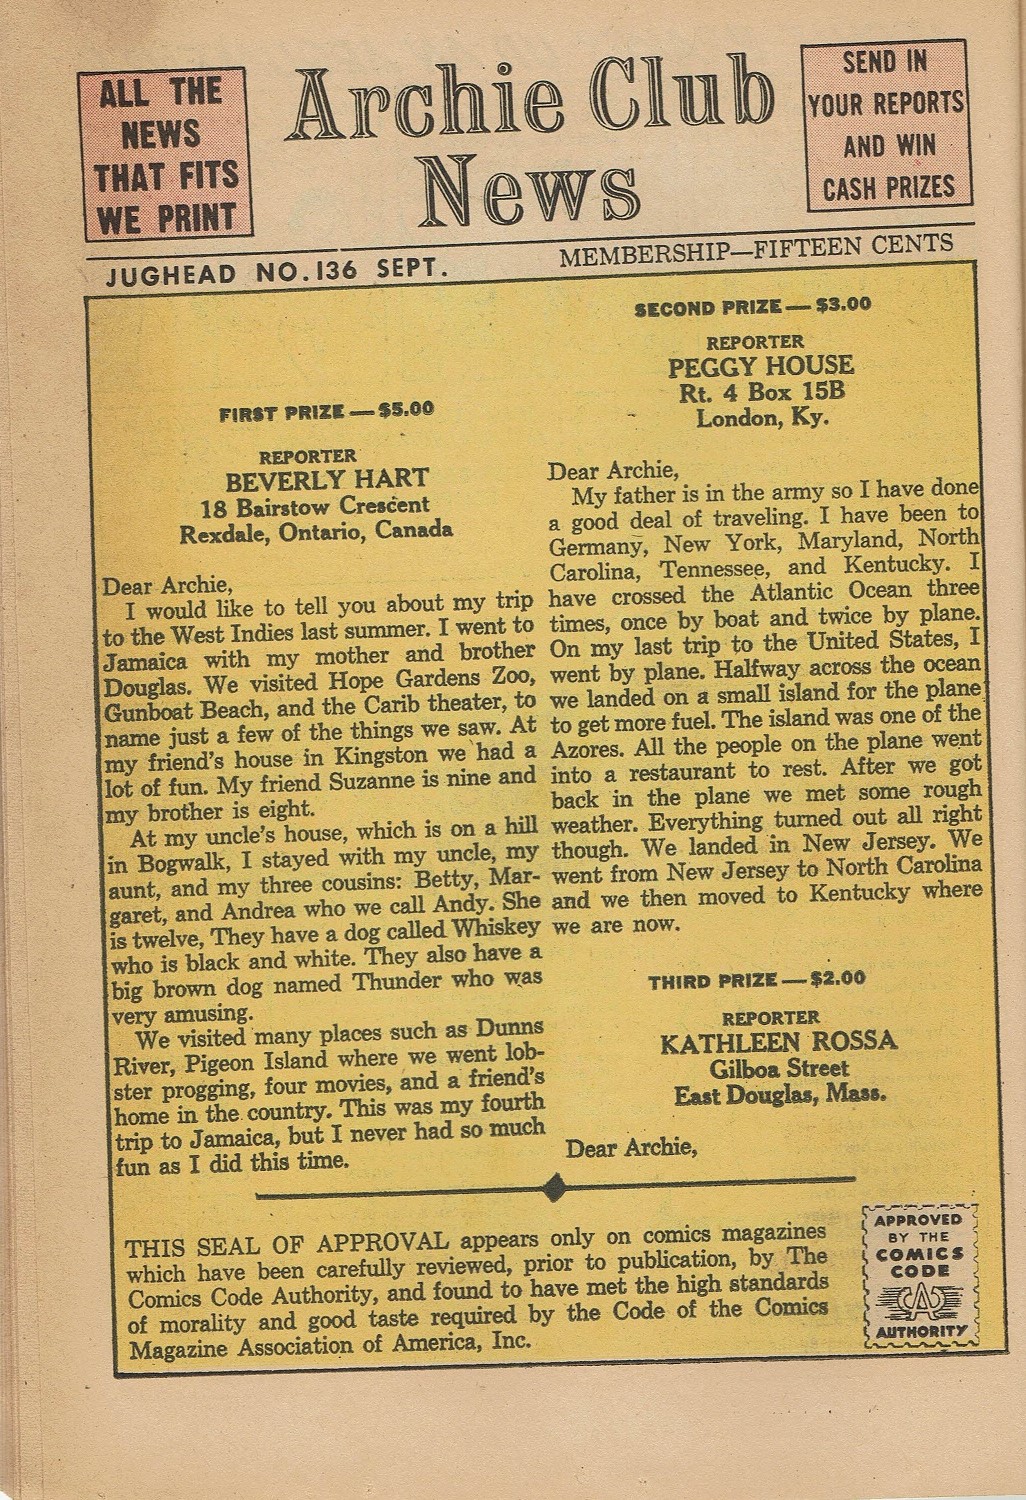 ALL THE
NEWS
THAT FITS
WE PRINT
Archie Club
News
SEND IN
YOUR REPORTS
AND WIN
CASH PRIZES
JUGHEAD NO. 136 SEPT.
MEMBERSHIP—FIFTEEN CENTS
FIRST PRIZE — $5.00
REPORTER
BEVERLY HART
18 Bairstow Crescent
Rexdale, Ontario, Canada
Dear Archie,
I would like to tell you about my trip
to the West Indies last summer. I went to
Jamaica with my mother and brother
Douglas. We visited Hope Gardens Zoo,
Gunboat Beach, and the Carib theater, to
name just a few of the things we saw. At
my friend's house in Kingston we had a
lot of fun. My friend Suzanne is nine and
my brother is eight.
At my uncle's house, which is on a hill
in Bogwalk, I stayed with my uncle, my
aunt, and my three cousins: Betty, Mar-
garet, and Andrea who we call Andy. She
is twelve, They have a dog called Whiskey
who is black and white. They also have a
big brown dog named Thunder who was
very amusing.
We visited many places such as Dunns
River, Pigeon Island where we went lob-
ster progging, four movies, and a friend's
home in the country. This was my fourth
trip to Jamaica, but I never had so much
fun as I did this time.
SECOND PRIZE — $3.00
REPORTER
PEGGY HOUSE
Rt. 4 Box 15B
London, Ky.
Dear Archie,
My father is in the army so I have done
a good deal of traveling. I have been to
Germany, New York, Maryland, North
Carolina, Tennessee, and Kentucky. I
have crossed the Atlantic Ocean three
times, once by boat and twice by plane.
On my last trip to the United States, I
went by plane. Halfway across the ocean
we landed on a small island for the plane
to get more fuel. The island was one of the
Azores. All the people on the plane went
into a restaurant to rest. After we got
back in the plane we met some rough
weather. Everything turned out all right
though. We landed in New Jersey. We
went from New Jersey to North Carolina
and we then moved to Kentucky where
we are now.
THIRD PRIZE — $2.00
REPORTER
KATHLEEN ROSSA
Gilboa Street
East Douglas, Mass.
Dear Archie,
THIS SEAL OF APPROVAL appears only on comics magazines
which have been carefully reviewed, prior to publication, by The
Comics Code Authority, and found to have met the high standards
of morality and good taste required by the Code of the Comics
Magazine Association of America, Inc.
APPROVED
BY THE
COMICS
CODE
CA
AUTHORITY